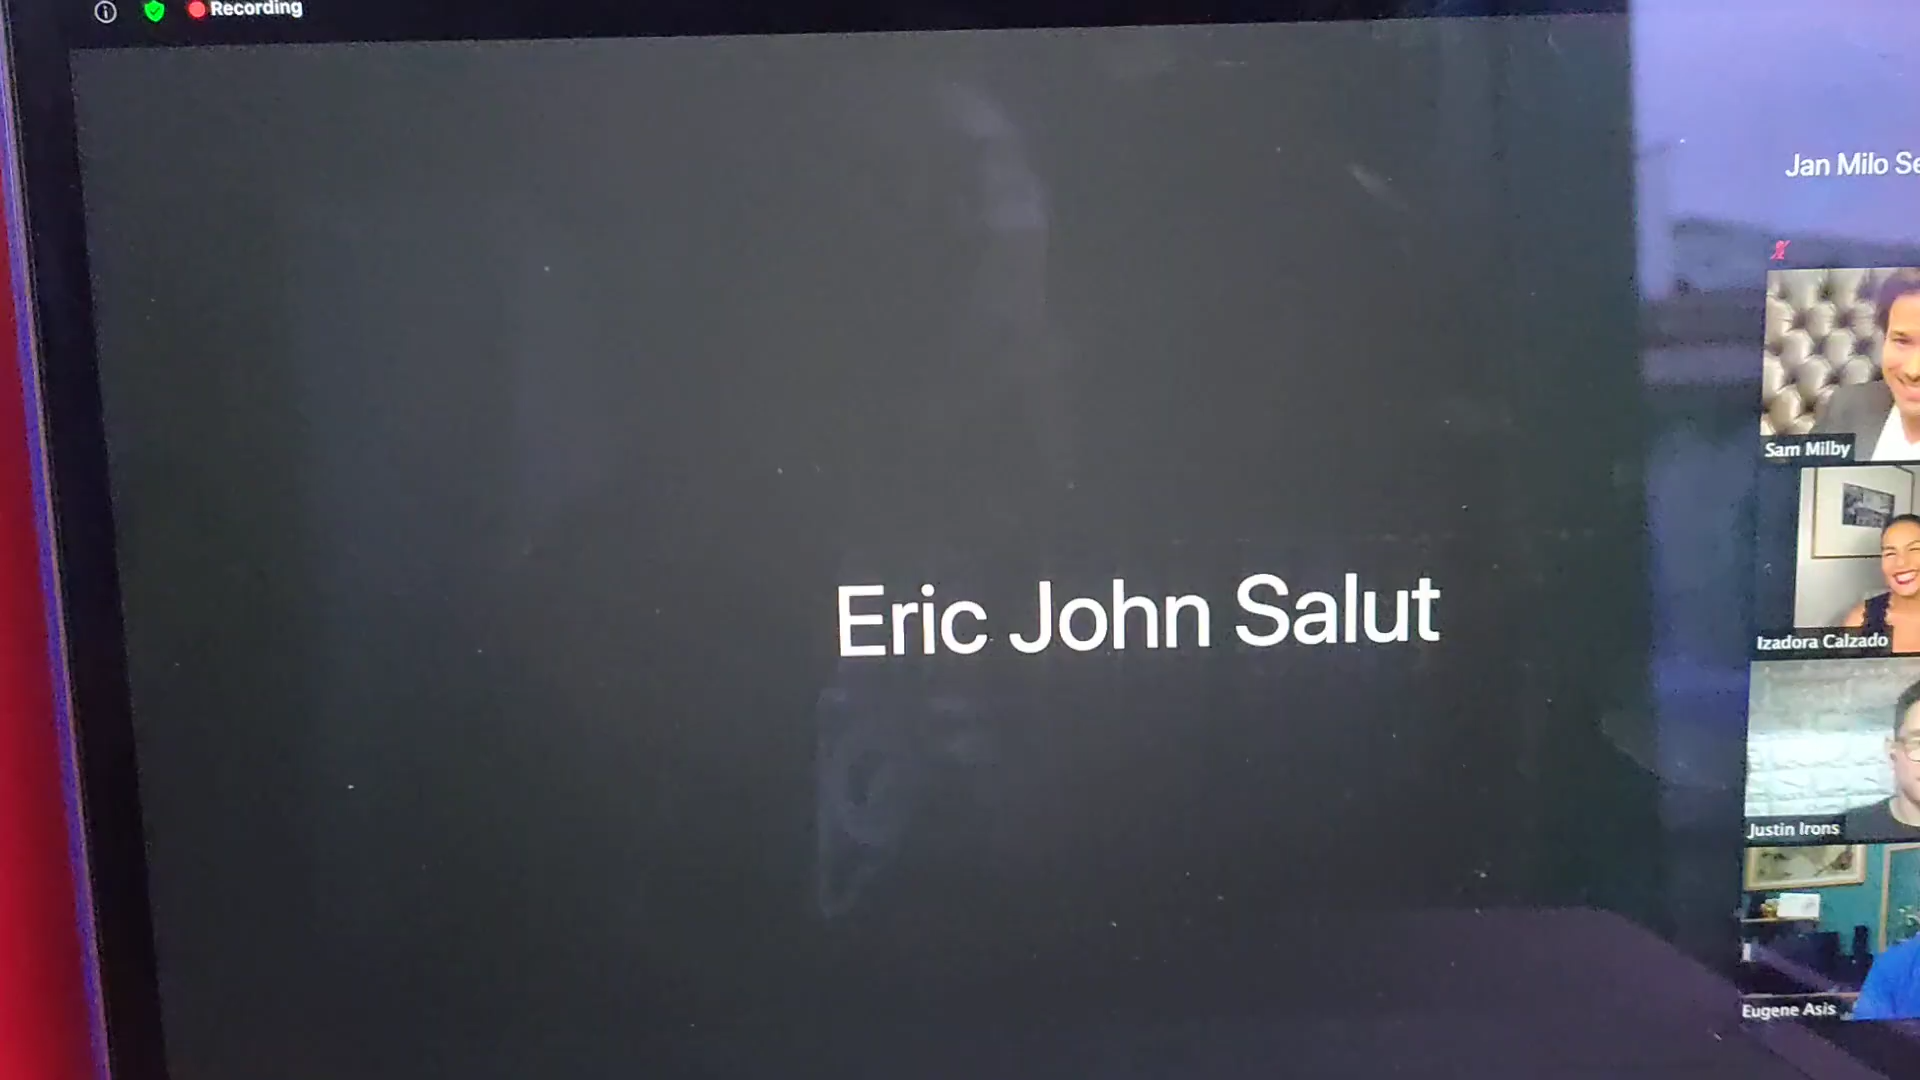 Recording
Eric John Salut
Jan Milo Se
Sam Milby
Izadora Calzado
Justin Irons
Eugene Asis